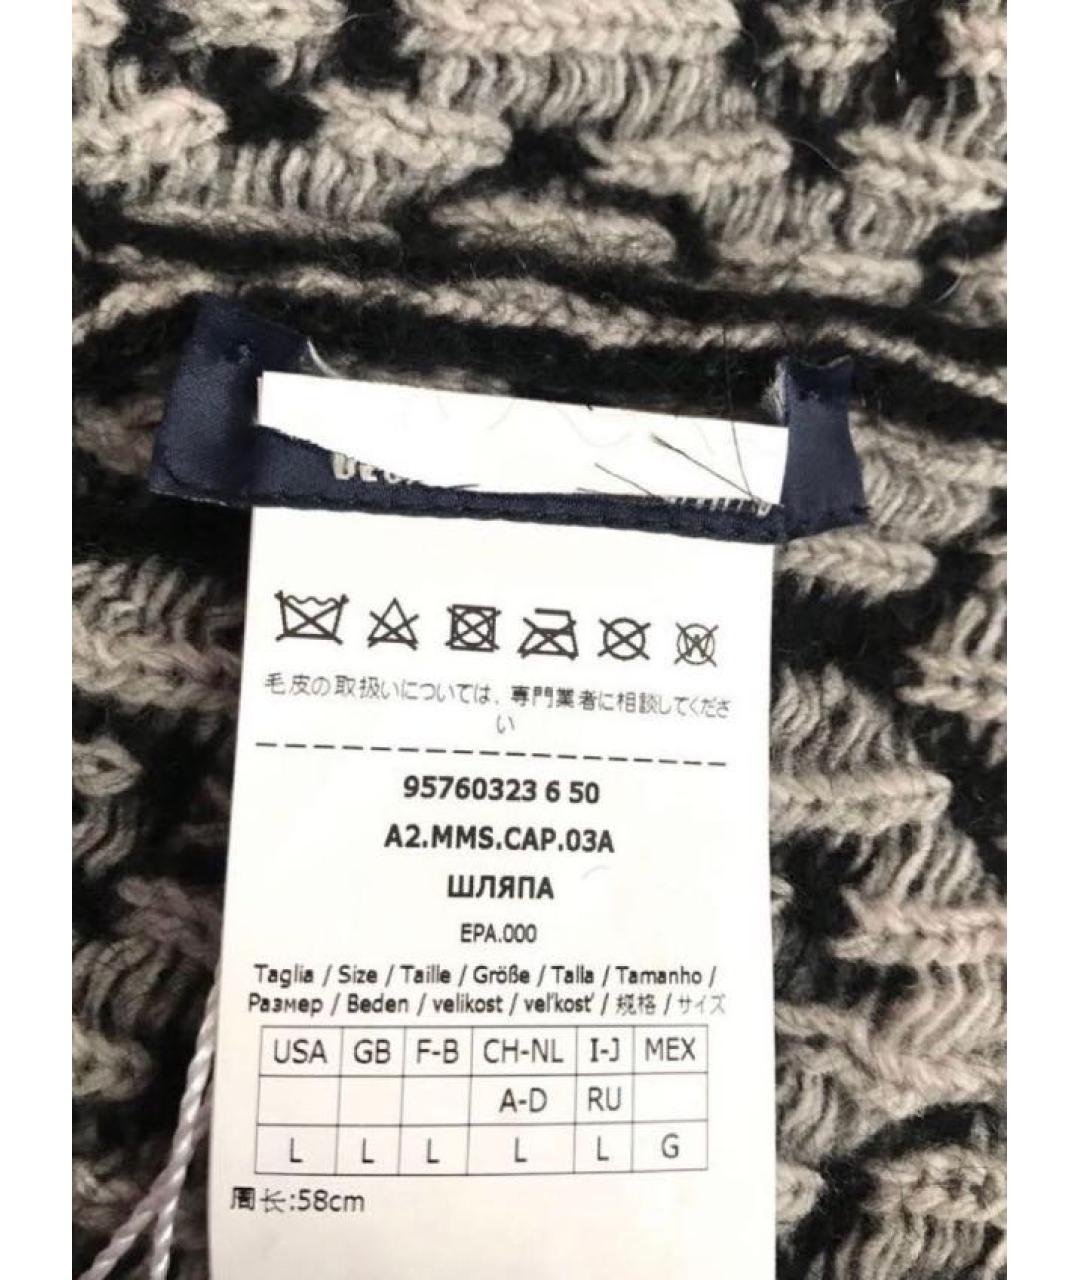 毛皮の取扱いについては、専門業者に相談してくださ
い
95760323 6 50
A2.MMS.CAP.03A
ШЛЯПА
EPA.000
Taglia / Size / Taille / Größe / Talla / Tamanho /
Размер / Beden / velikost / veľkosť / 规格 / サイズ
USA GB F-B CH-NL I-J MEX
A-D RU
L L L L L G
周长:58cm